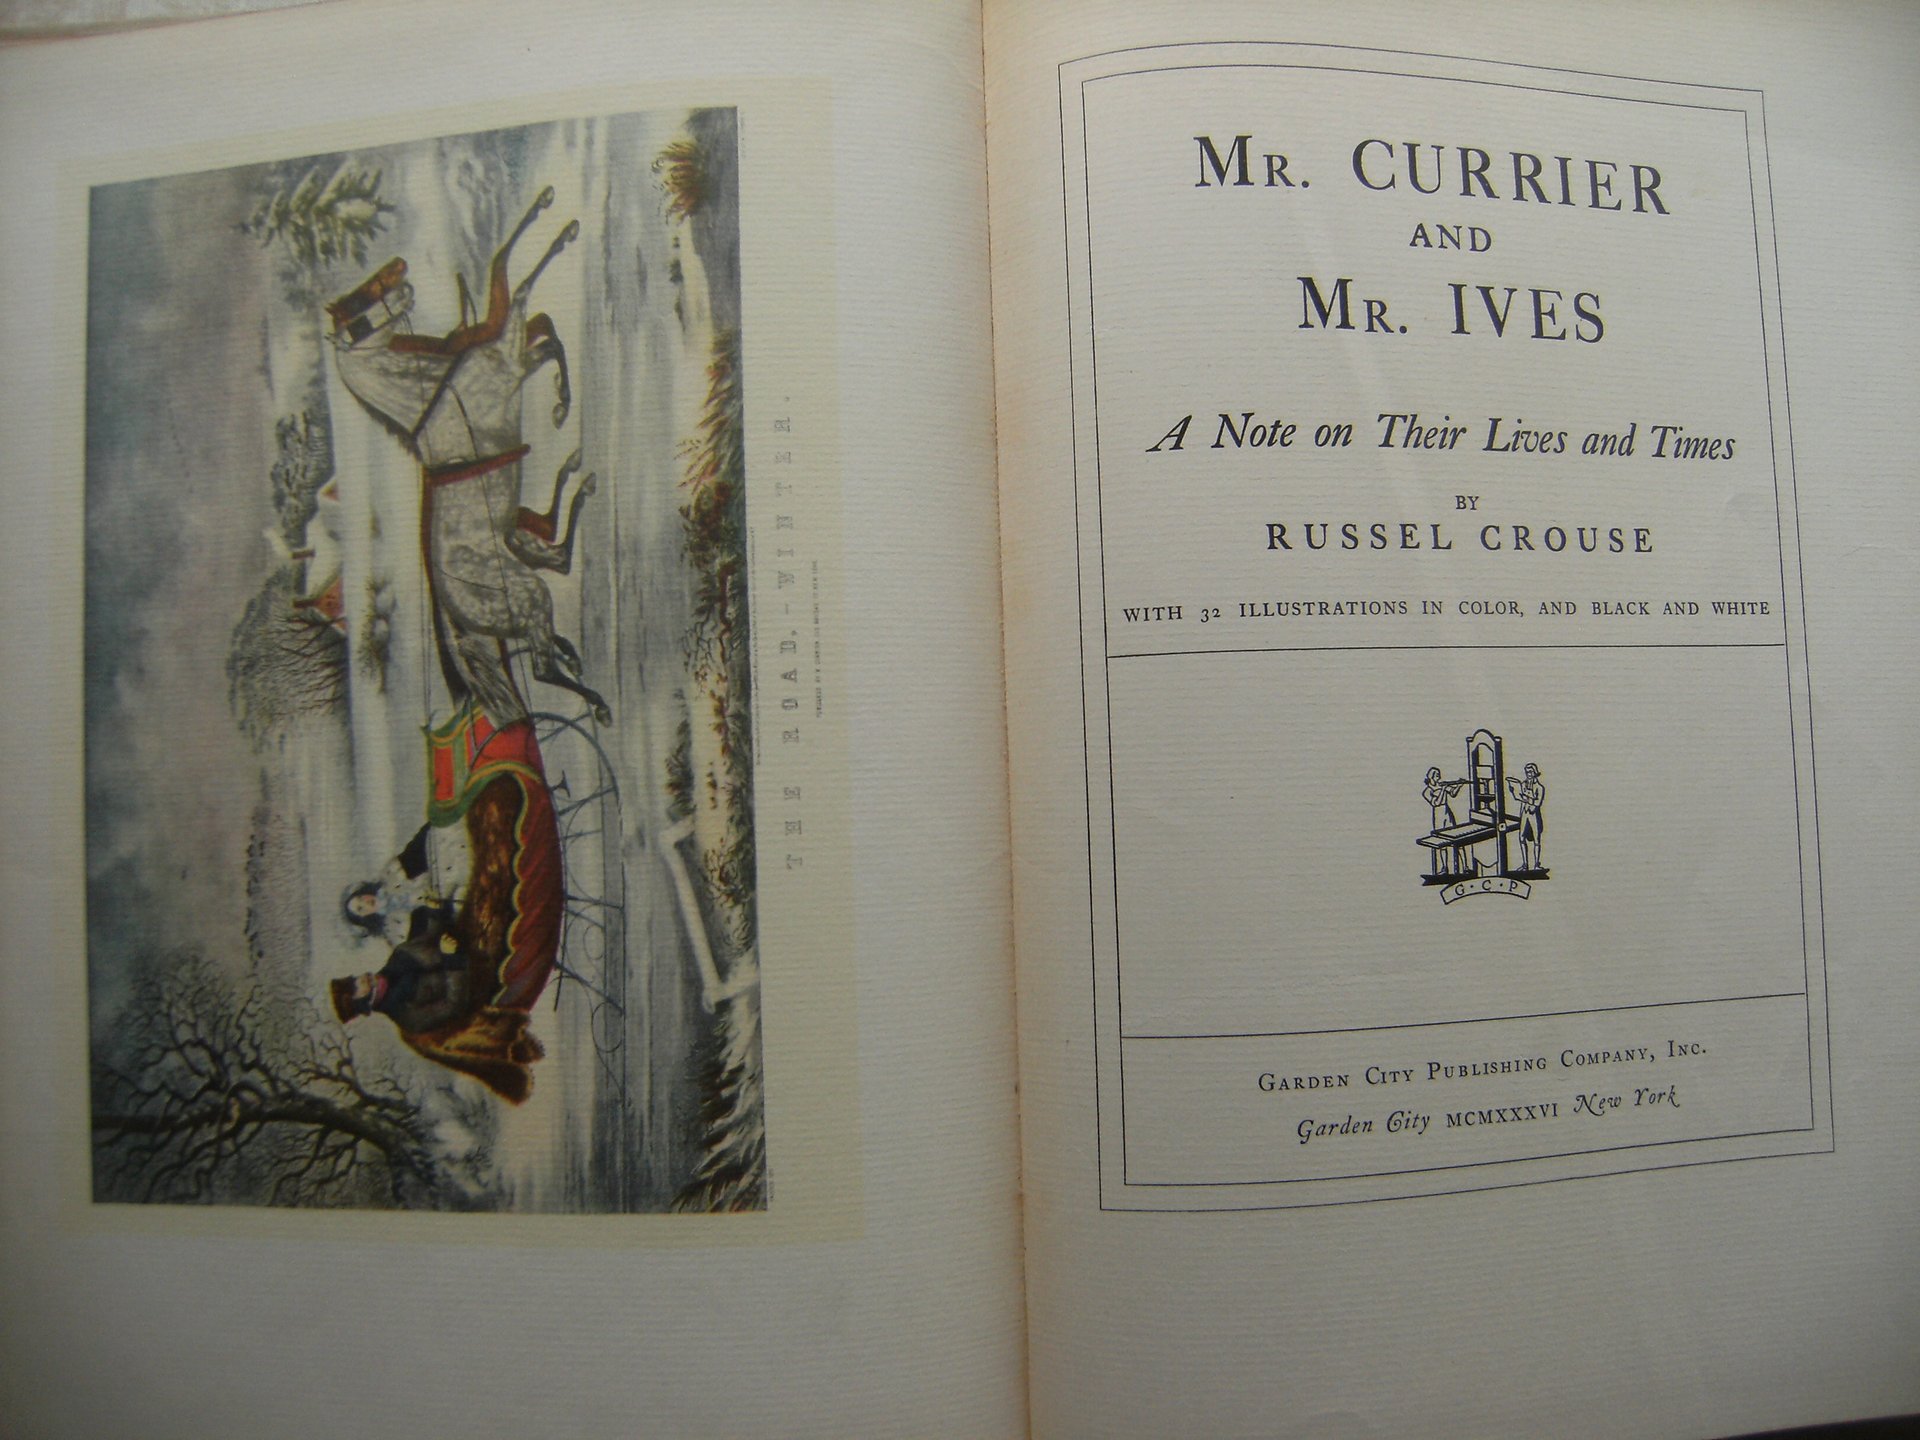 THE ROAD,-WINTER.
Mr. CURRIER
AND
Mr. IVES
A Note on Their Lives and Times
BY
RUSSEL CROUSE
WITH 32 ILLUSTRATIONS IN COLOR, AND BLACK AND WHITE
G·C·P
Garden City Publishing Company, Inc.
Garden City MCMXXXVI New York